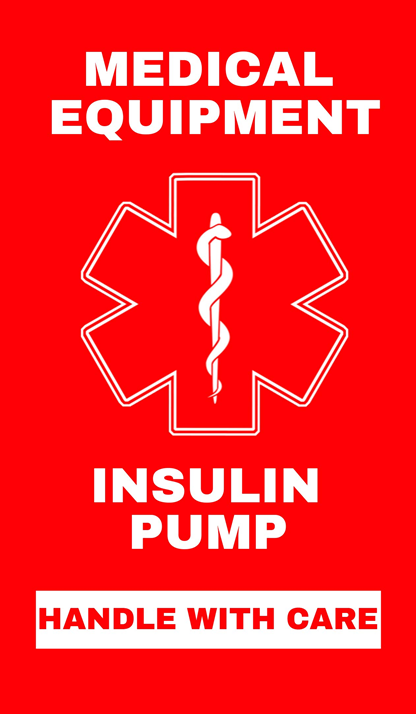 MEDICAL
EQUIPMENT
INSULIN
PUMP
HANDLE WITH CARE